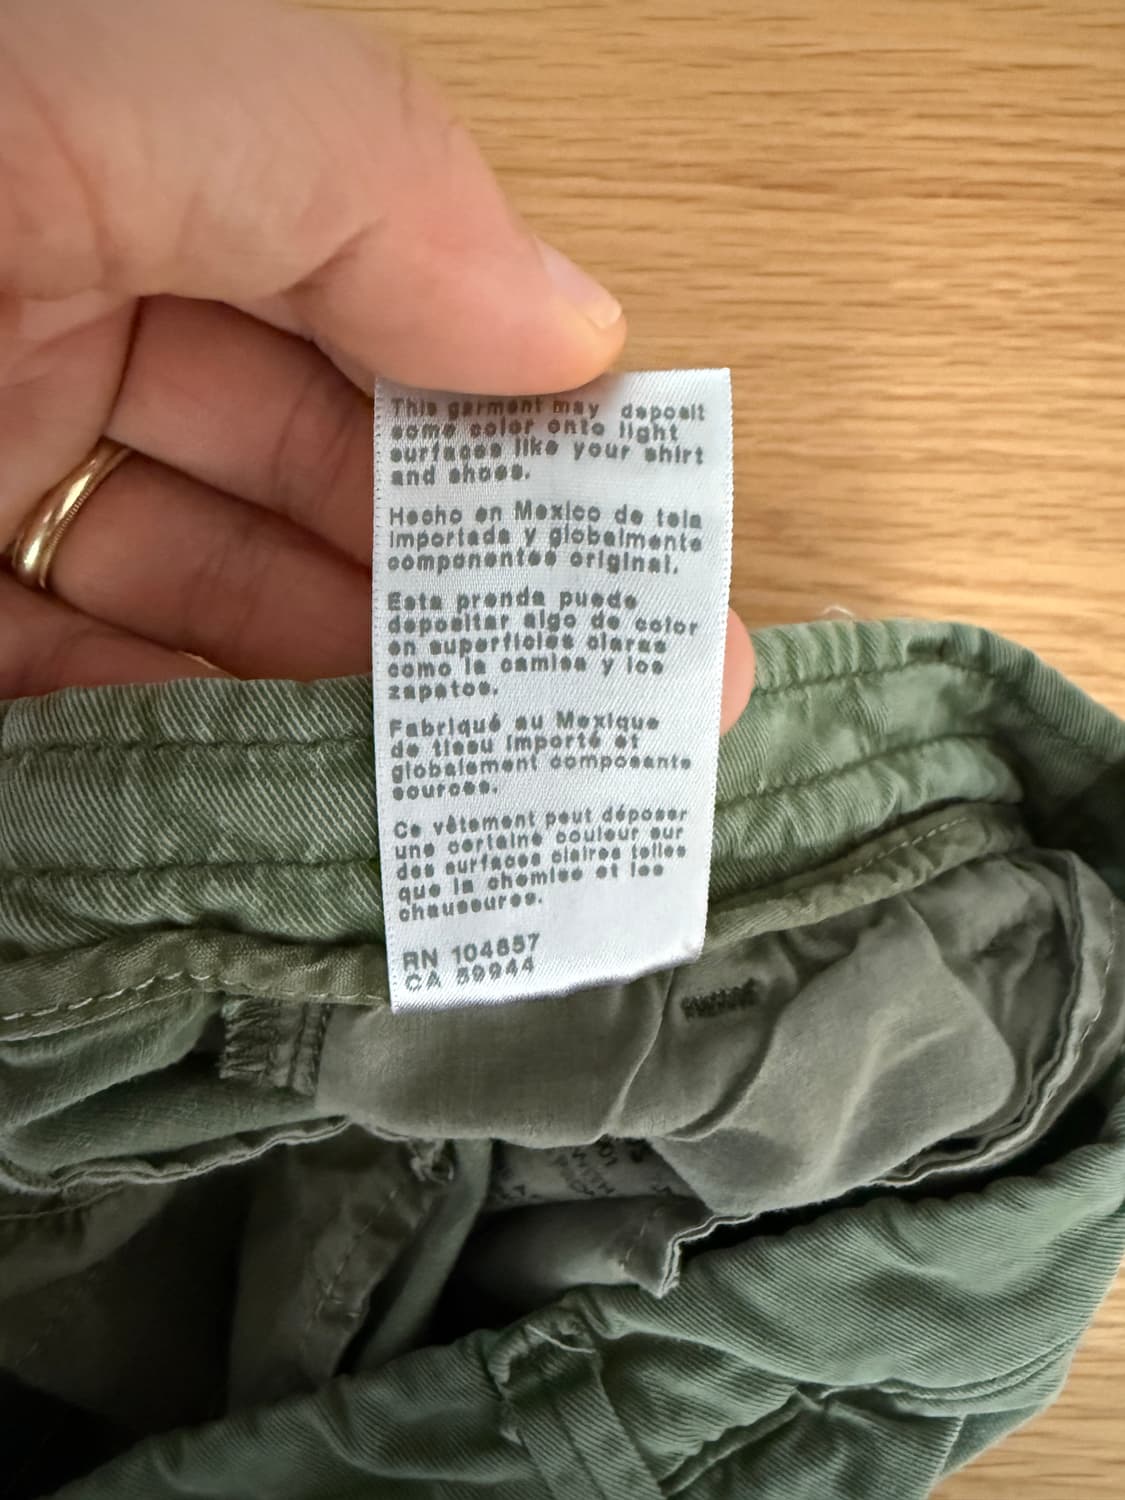 This garment may deposit
some color onto light
surfaces like your shirt
and shoes.
Hecho en Mexico de tela
importada y globalmente
componentes original.
Esta prenda puede
depositar algo de color
en superficies claras
como la camisa y los
zapatos.
Fabriqué au Mexique
de tissu importé et
globalement composante
sources.
Ce vêtement peut déposer
une certaine couleur sur
des surfaces claires telles
que la chemise et les
chaussures.
RN 104857
CA 59944